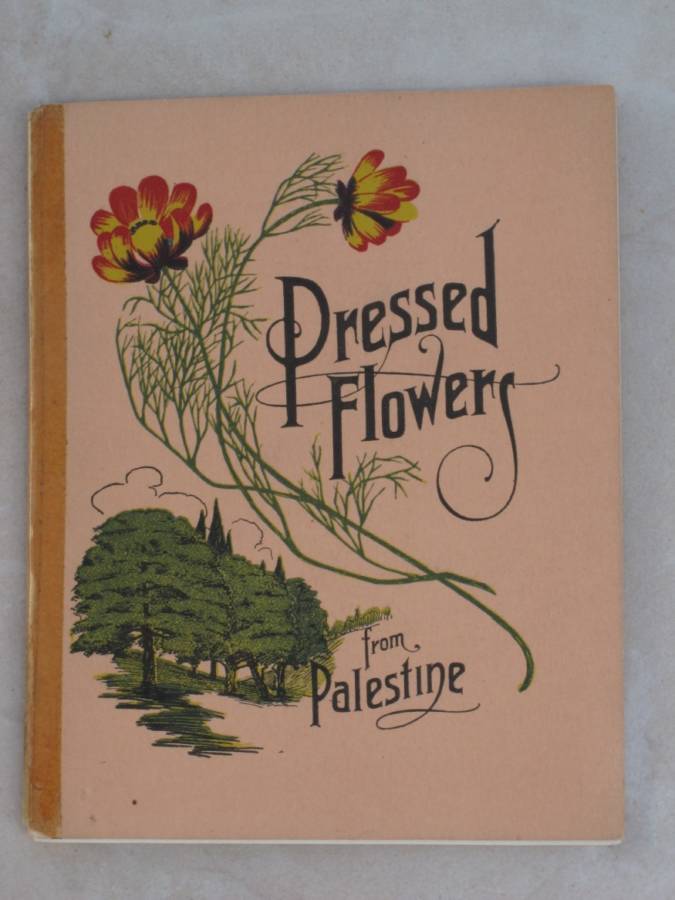 Pressed
Flowers
from
Palestine